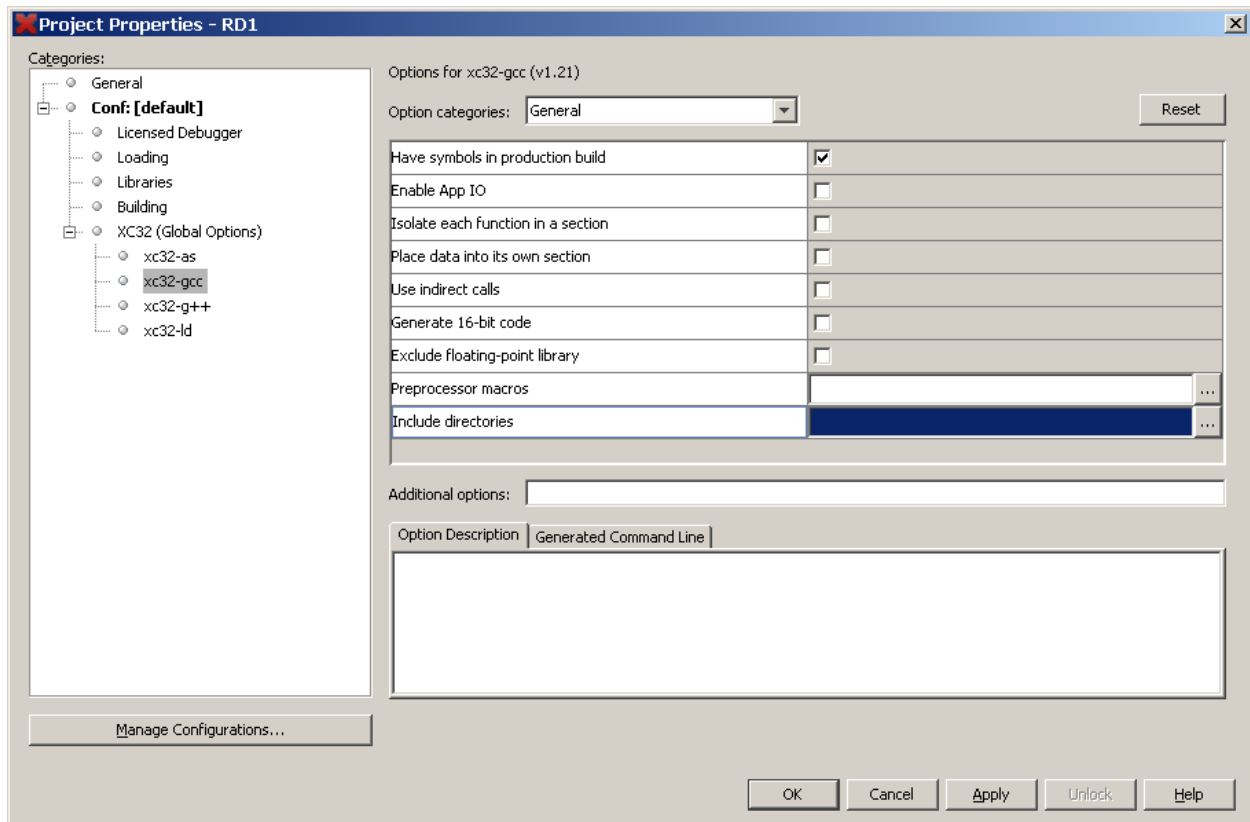 Project Properties - RD1
Categories:
General
Conf: [default]
Licensed Debugger
Loading
Libraries
Building
XC32 (Global Options)
xc32-as
xc32-gcc
xc32-g++
xc32-ld
Manage Configurations...
Options for xc32-gcc (v1.21)
Option categories: General
Reset
Have symbols in production build
Enable App IO
Isolate each function in a section
Place data into its own section
Use indirect calls
Generate 16-bit code
Exclude floating-point library
Preprocessor macros ...
Include directories ...
Additional options:
Option Description Generated Command Line
OK Cancel Apply Unlock Help